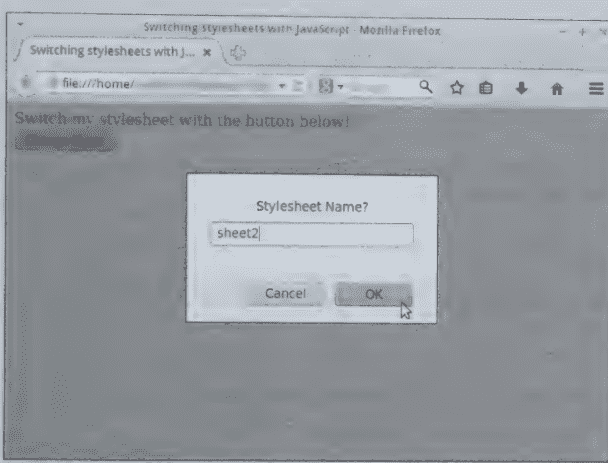 Switching stylesheets with JavaScript - Mozilla Firefox
Switching stylesheets with J...
file:///home/
Switch my stylesheet with the button below!
Stylesheet Name?
sheet2
Cancel
OK